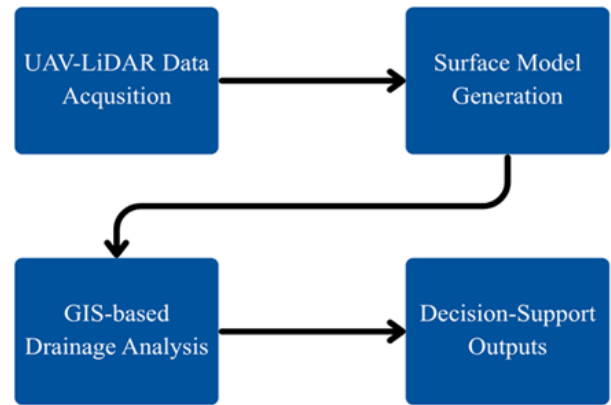 UAV-LiDAR Data
Acqusition
Surface Model
Generation
GIS-based
Drainage Analysis
Decision-Support
Outputs